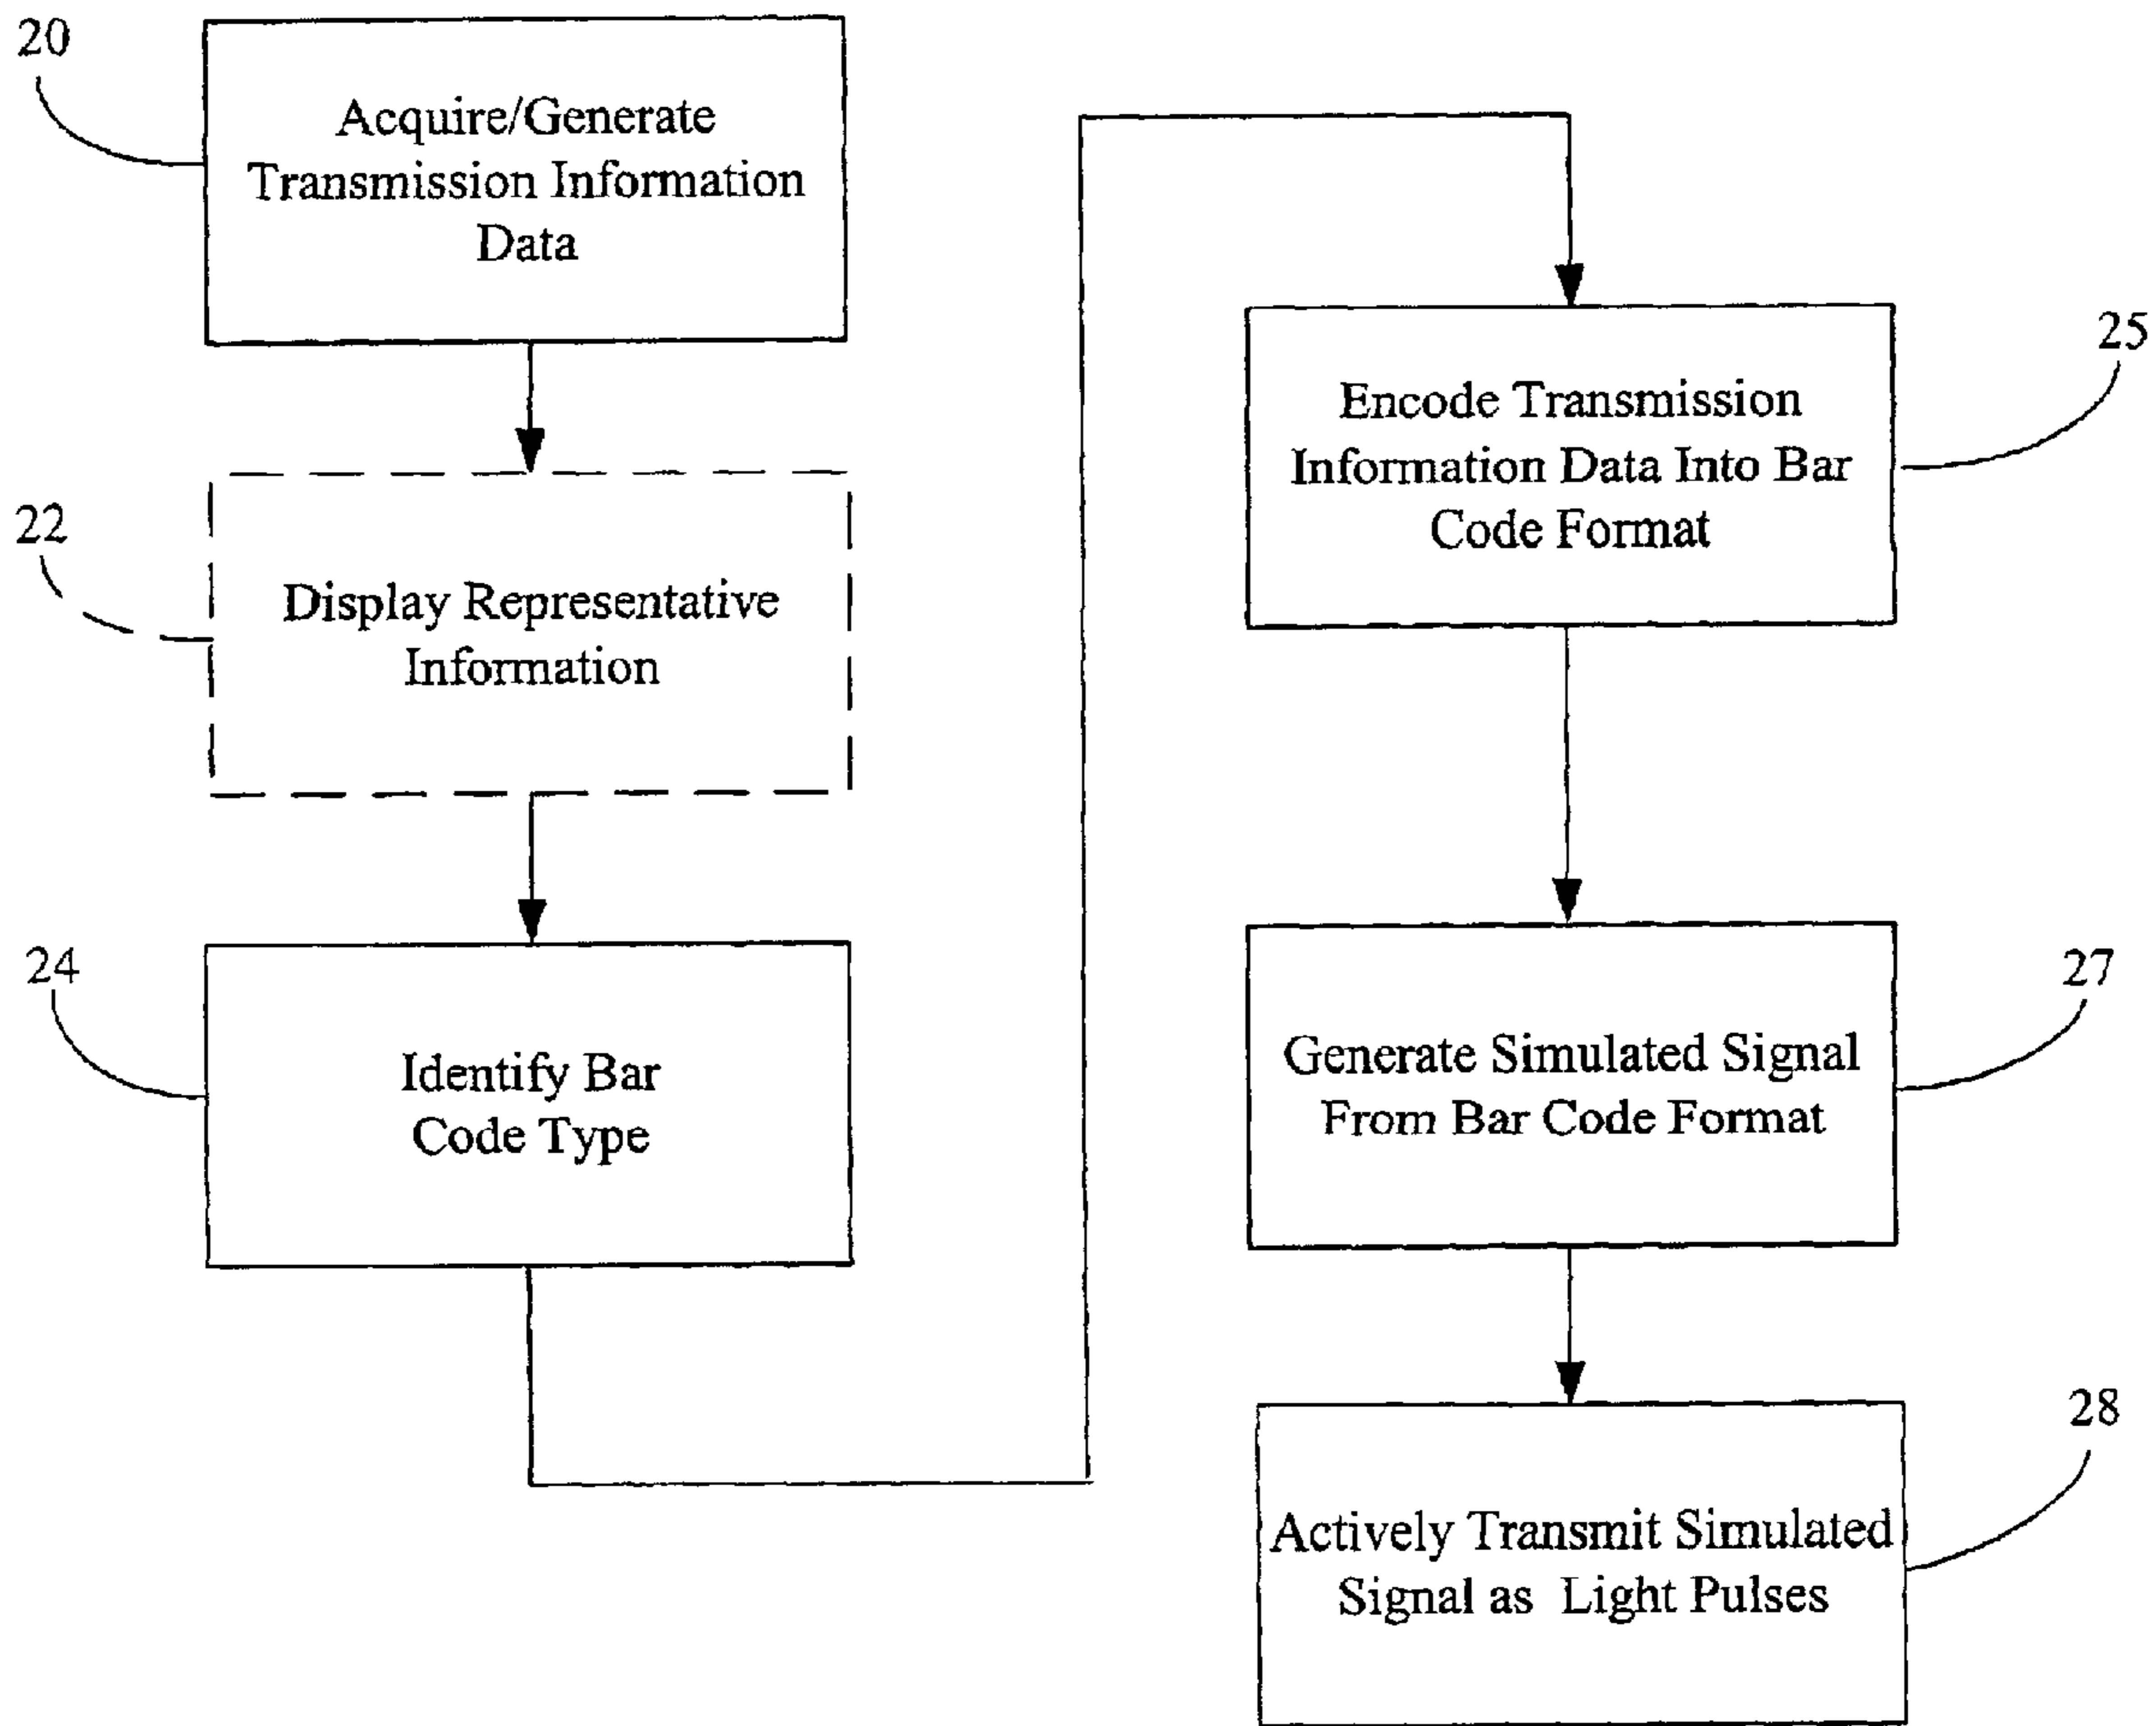 20
Acquire/Generate
Transmission Information
Data
22
Display Representative
Information
24
Identify Bar
Code Type
25
Encode Transmission
Information Data Into Bar
Code Format
27
Generate Simulated Signal
From Bar Code Format
28
Actively Transmit Simulated
Signal as Light Pulses